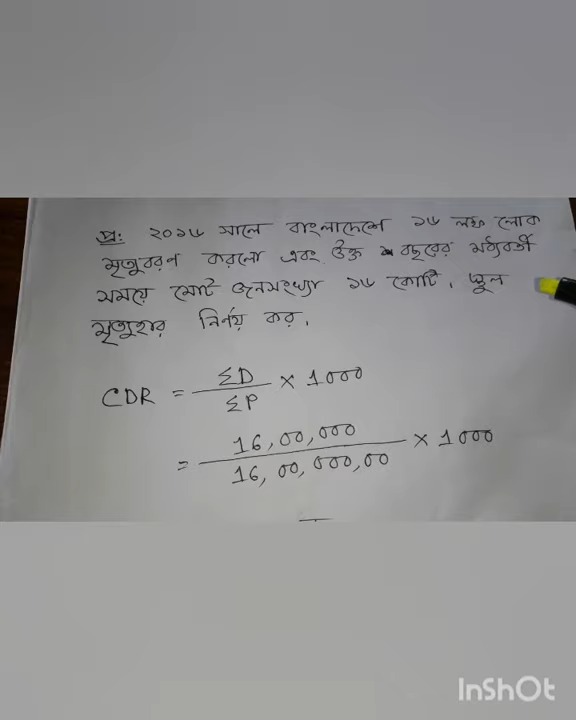 প্র: ২০১৬ সালে বাংলাদেশে ১৬ লক্ষ লোক
মৃত্যুবরণ করলো এবং উক্ত বছরের মধ্যবর্তী
সময়ে মোট জনসংখ্যা ১৬ কোটি। স্থুল
মৃত্যুহার নির্ণয় কর।
CDR = ΣD / ΣP × 1000
= 16,00,000 / 16,00,000,00 × 1000
InShOt